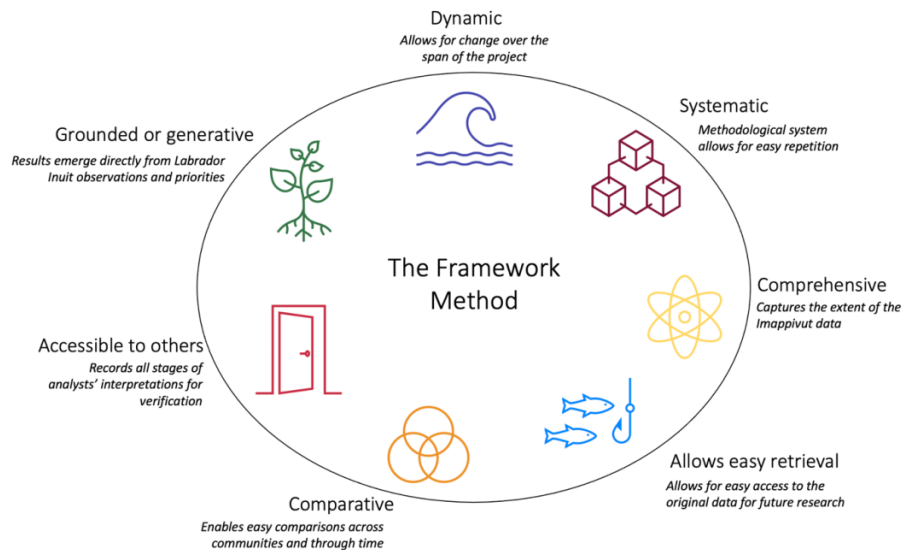 Dynamic
Allows for change over the
span of the project
Systematic
Methodological system
allows for easy repetition
Grounded or generative
Results emerge directly from Labrador
Inuit observations and priorities
The Framework
Method
Comprehensive
Captures the extent of the
Imappivut data
Accessible to others
Records all stages of
analysts' interpretations for
verification
Allows easy retrieval
Allows for easy access to the
original data for future research
Comparative
Enables easy comparisons across
communities and through time